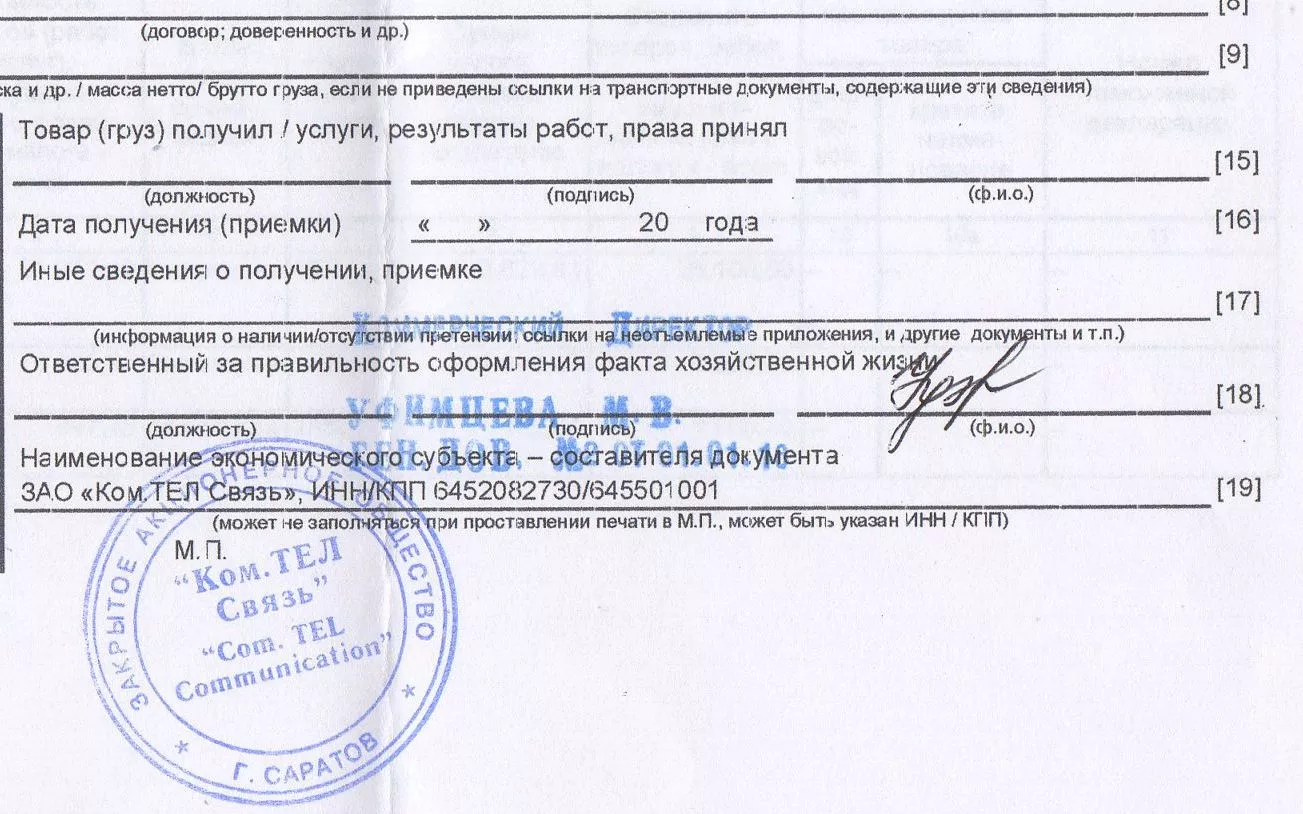 [8]
(договор; доверенность и др.)
[9]
ска и др. / масса нетто/ брутто груза, если не приведены ссылки на транспортные документы, содержащие эти сведения)
Товар (груз) получил / услуги, результаты работ, права принял
[15]
(должность) (подпись) (ф.и.о.)
Дата получения (приемки) « » 20 года [16]
Иные сведения о получении, приемке
[17]
Коммерческий Директор
(информация о наличии/отсутствии претензии; ссылки на неотъемлемые приложения, и другие документы и т.п.)
Ответственный за правильность оформления факта хозяйственной жизни
[18]
УФИМЦЕВА М.В.
(должность) (подпись) (ф.и.о.)
ГЕН.ДОВ. 01.01.16
Наименование экономического субъекта – составителя документа
ЗАО «Ком.ТЕЛ Связь», ИНН/КПП 6452082730/645501001 [19]
(может не заполняться при проставлении печати в М.П., может быть указан ИНН / КПП)
М.П.
ЗАКРЫТОЕ АКЦИОНЕРНОЕ ОБЩЕСТВО
“Ком.ТЕЛ
Связь”
“Com. TEL
Communication”
Г. САРАТОВ